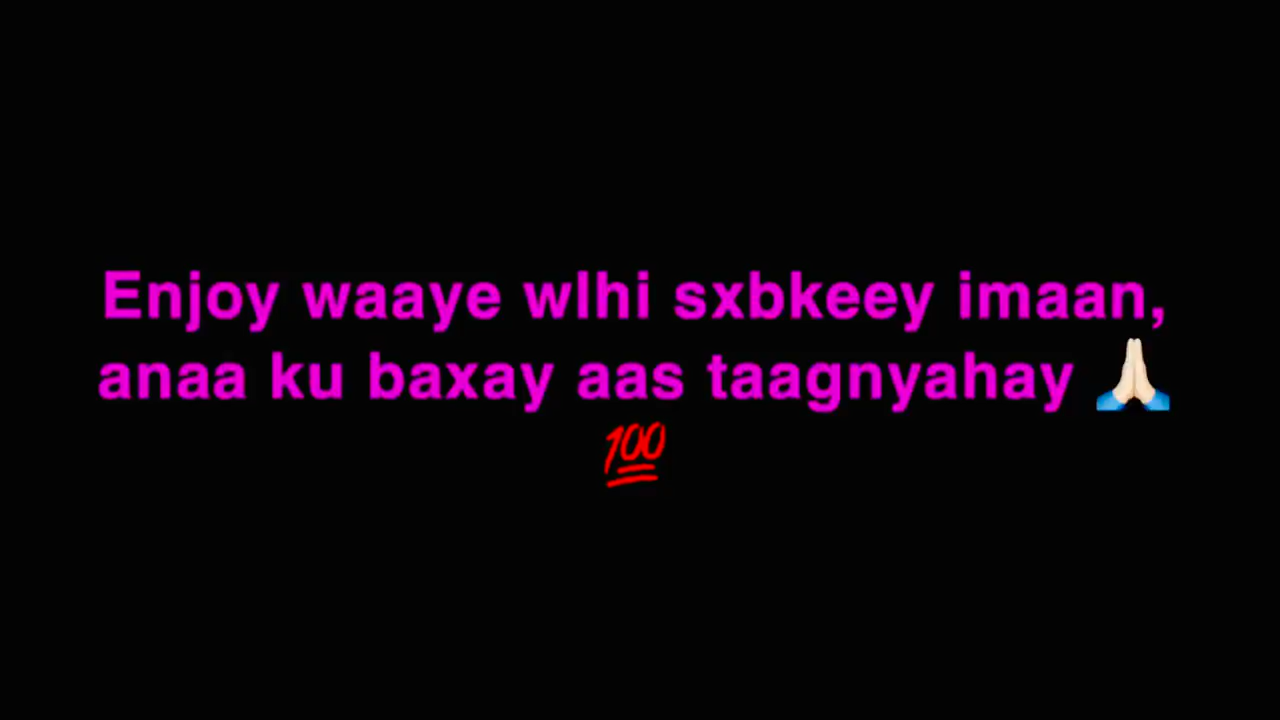 Enjoy waaye wlhi sxbkeey imaan,
anaa ku baxay aas taagnyahay 🙏🏻
💯